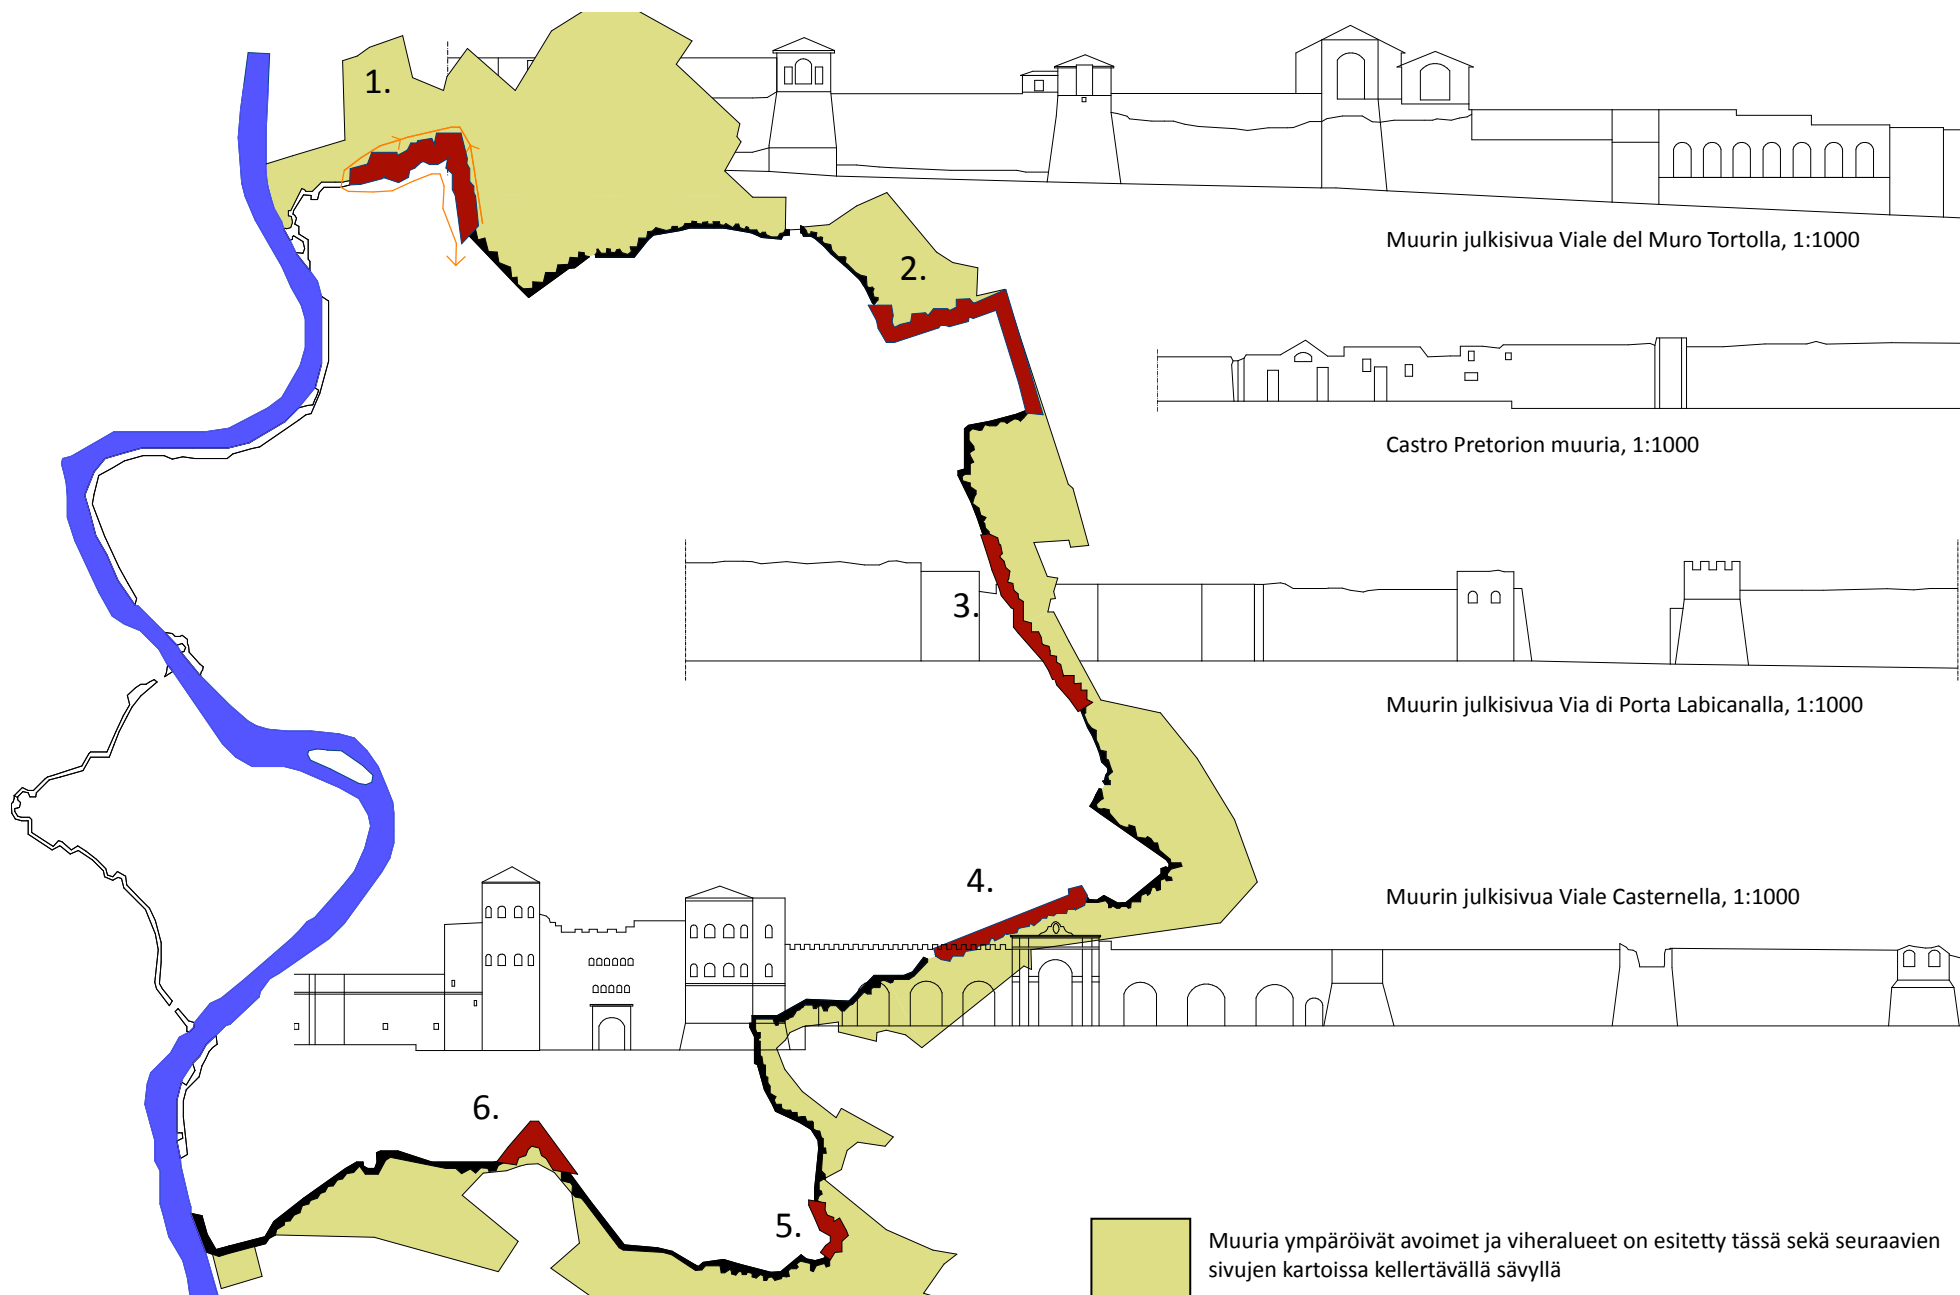 1.
Muurin julkisivua Viale del Muro Tortolla, 1:1000
2.
Castro Pretorion muuria, 1:1000
3.
Muurin julkisivua Via di Porta Labicanalla, 1:1000
4.
Muurin julkisivua Viale Casternella, 1:1000
6.
5.
Muuria ympäröivät avoimet ja viheralueet on esitetty tässä sekä seuraavien
sivujen kartoissa kellertävällä sävyllä